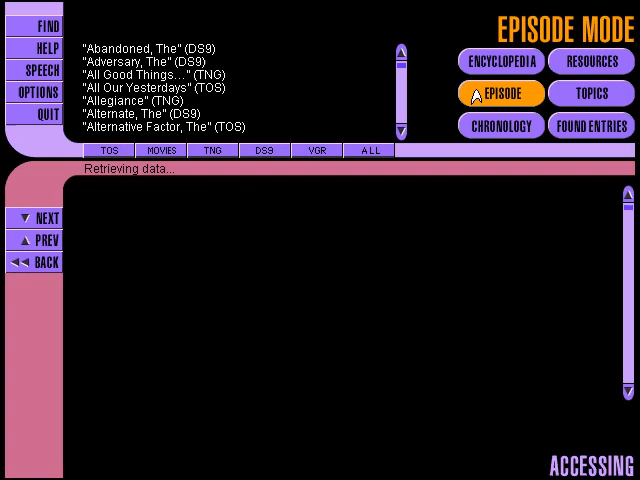 FIND
HELP
SPEECH
OPTIONS
QUIT
"Abandoned, The" (DS9)
"Adversary, The" (DS9)
"All Good Things..." (TNG)
"All Our Yesterdays" (TOS)
"Allegiance" (TNG)
"Alternate, The" (DS9)
"Alternative Factor, The" (TOS)
EPISODE MODE
ENCYCLOPEDIA RESOURCES
EPISODE TOPICS
CHRONOLOGY FOUND ENTRIES
TOS MOVIES TNG DS9 VGR ALL
Retrieving data...
NEXT
PREV
BACK
ACCESSING